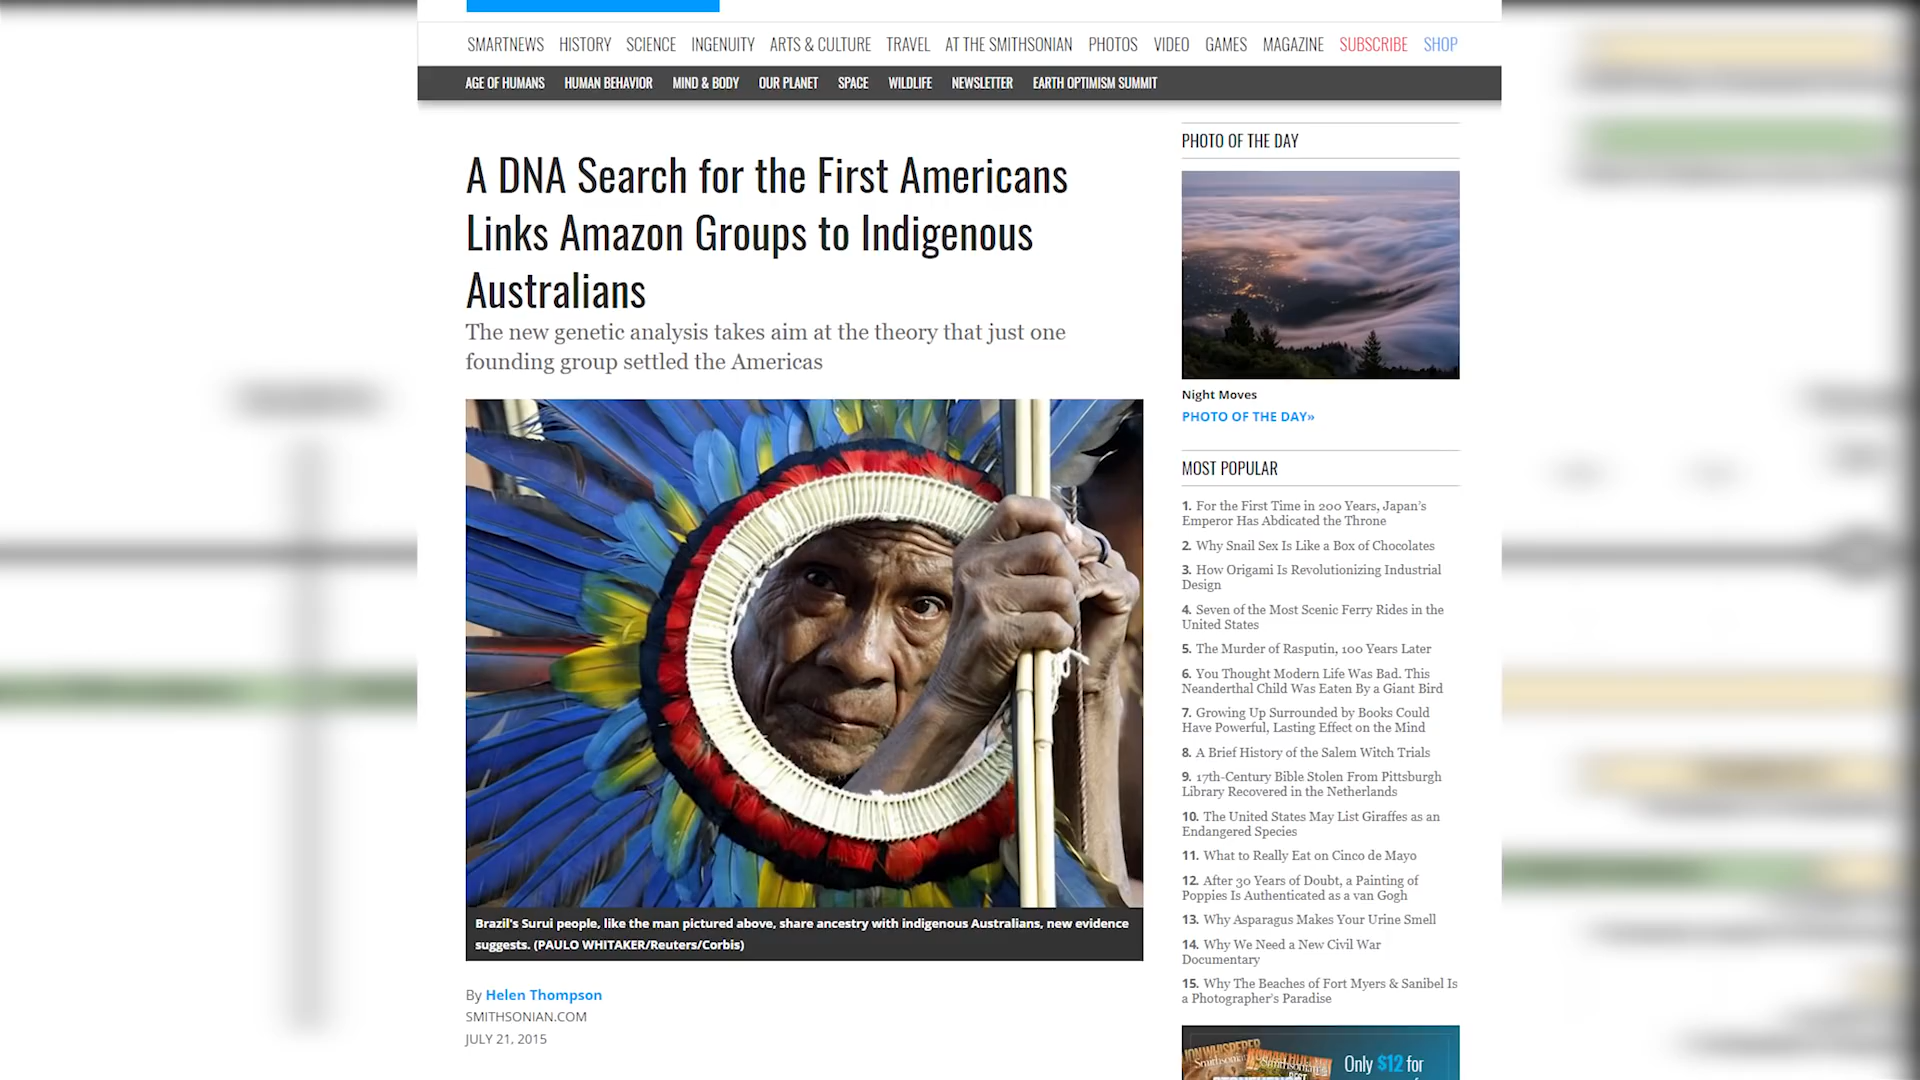 SMARTNEWS HISTORY SCIENCE INGENUITY ARTS & CULTURE TRAVEL AT THE SMITHSONIAN PHOTOS VIDEO GAMES MAGAZINE SUBSCRIBE SHOP
AGE OF HUMANS HUMAN BEHAVIOR MIND & BODY OUR PLANET SPACE WILDLIFE NEWSLETTER EARTH OPTIMISM SUMMIT
A DNA Search for the First Americans
Links Amazon Groups to Indigenous
Australians
The new genetic analysis takes aim at the theory that just one
founding group settled the Americas
Brazil's Surui people, like the man pictured above, share ancestry with indigenous Australians, new evidence
suggests. (PAULO WHITAKER/Reuters/Corbis)
By Helen Thompson
SMITHSONIAN.COM
JULY 21, 2015
PHOTO OF THE DAY
Night Moves
PHOTO OF THE DAY»
MOST POPULAR
1. For the First Time in 200 Years, Japan's
Emperor Has Abdicated the Throne
2. Why Snail Sex Is Like a Box of Chocolates
3. How Origami Is Revolutionizing Industrial
Design
4. Seven of the Most Scenic Ferry Rides in the
United States
5. The Murder of Rasputin, 100 Years Later
6. You Thought Modern Life Was Bad. This
Neanderthal Child Was Eaten By a Giant Bird
7. Growing Up Surrounded by Books Could
Have Powerful, Lasting Effect on the Mind
8. A Brief History of the Salem Witch Trials
9. 17th-Century Bible Stolen From Pittsburgh
Library Recovered in the Netherlands
10. The United States May List Giraffes as an
Endangered Species
11. What to Really Eat on Cinco de Mayo
12. After 30 Years of Doubt, a Painting of
Poppies Is Authenticated as a van Gogh
13. Why Asparagus Makes Your Urine Smell
14. Why We Need a New Civil War
Documentary
15. Why The Beaches of Fort Myers & Sanibel Is
a Photographer's Paradise
Smithsonian
Only $12 for